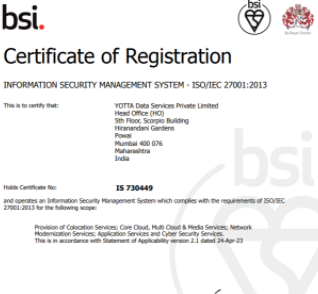 bsi.
bsi
By Royal Charter
Certificate of Registration
INFORMATION SECURITY MANAGEMENT SYSTEM - ISO/IEC 27001:2013
This is to certify that:
YOTTA Data Services Private Limited
Head Office (HO)
5th Floor, Scorpio Building
Hiranandani Gardens
Powai
Mumbai 400 076
Maharashtra
India
Holds Certificate No:
IS 730449
and operates an Information Security Management System which complies with the requirements of ISO/IEC
27001:2013 for the following scope:
Provision of Colocation Services; Core Cloud, Multi Cloud & Media Services; Network
Modernization Services; Application Services and Cyber Security Services.
This is in accordance with Statement of Applicability version 2.1 dated 24-Apr-23
bsi